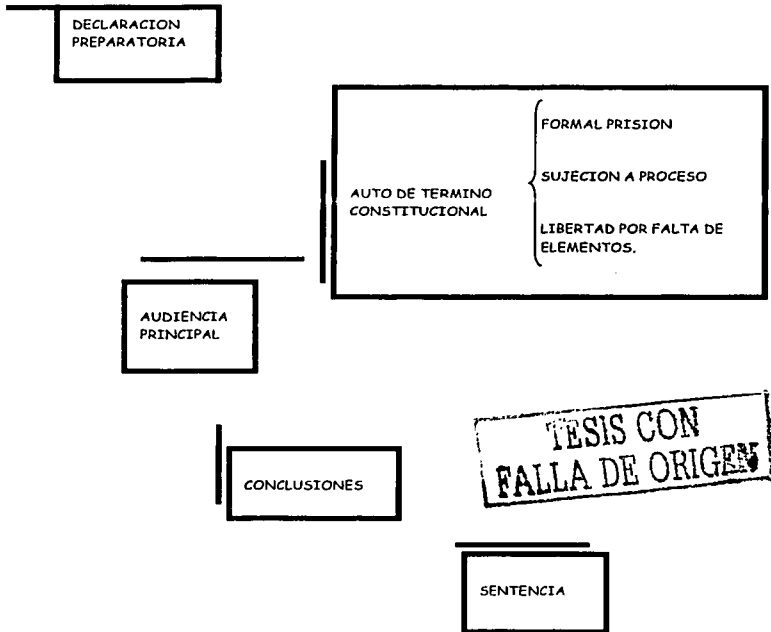 DECLARACION
PREPARATORIA
AUTO DE TERMINO
CONSTITUCIONAL
FORMAL PRISION
SUJECION A PROCESO
LIBERTAD POR FALTA DE
ELEMENTOS.
AUDIENCIA
PRINCIPAL
CONCLUSIONES
TESIS CON
FALLA DE ORIGEN
SENTENCIA